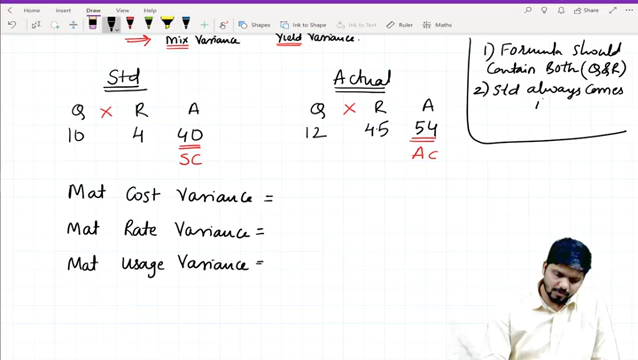 File Home Insert Draw View Help
Shapes Ink to Shape Ink to Text Ruler Maths
Mix Variance Yield Variance.
1) Formula should
Contain Both (Q&R)
2) Std always comes
Std Actual
Q × R A Q × R A
10 4 40 12 4.5 54
SC AC
Mat Cost Variance =
Mat Rate Variance =
Mat Usage Variance =